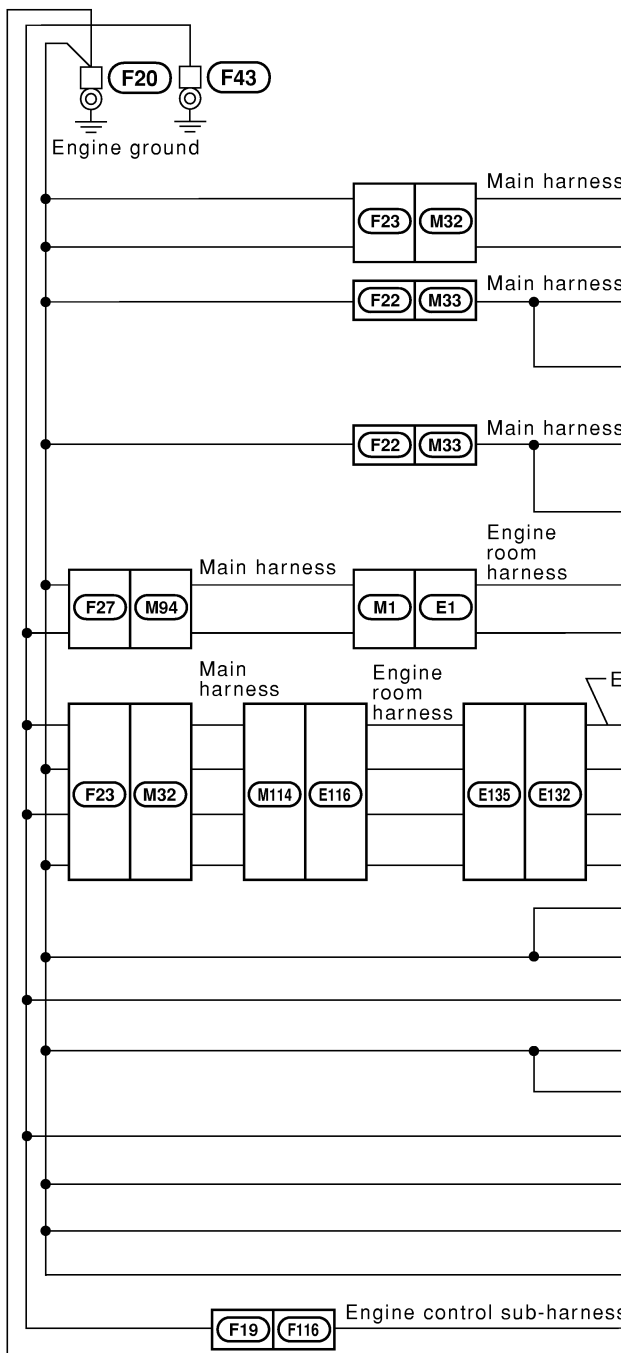 F20 F43
Engine ground
Main harness
F23 M32
Main harness
F22 M33
Main harness
F22 M33
Engine
room
harness
Main harness
F27 M94 M1 E1
Main
harness
Engine
room
harness
E
F23 M32 M114 E116 E135 E132
Engine control sub-harness
F19 F116